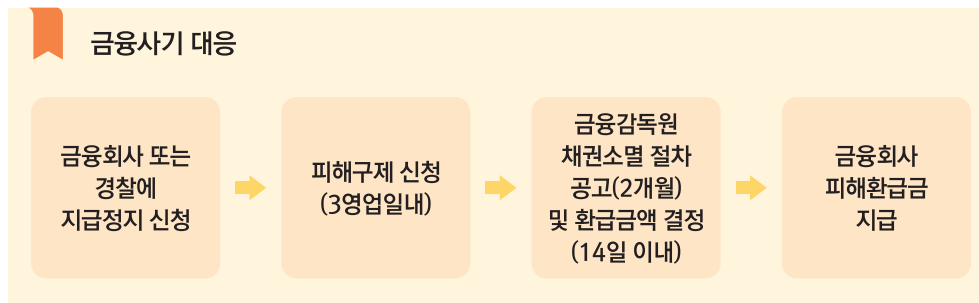 금융사기 대응
금융회사 또는
경찰에
지급정지 신청
피해구제 신청
(3영업일내)
금융감독원
채권소멸 절차
공고(2개월)
및 환급금액 결정
(14일 이내)
금융회사
피해환급금
지급